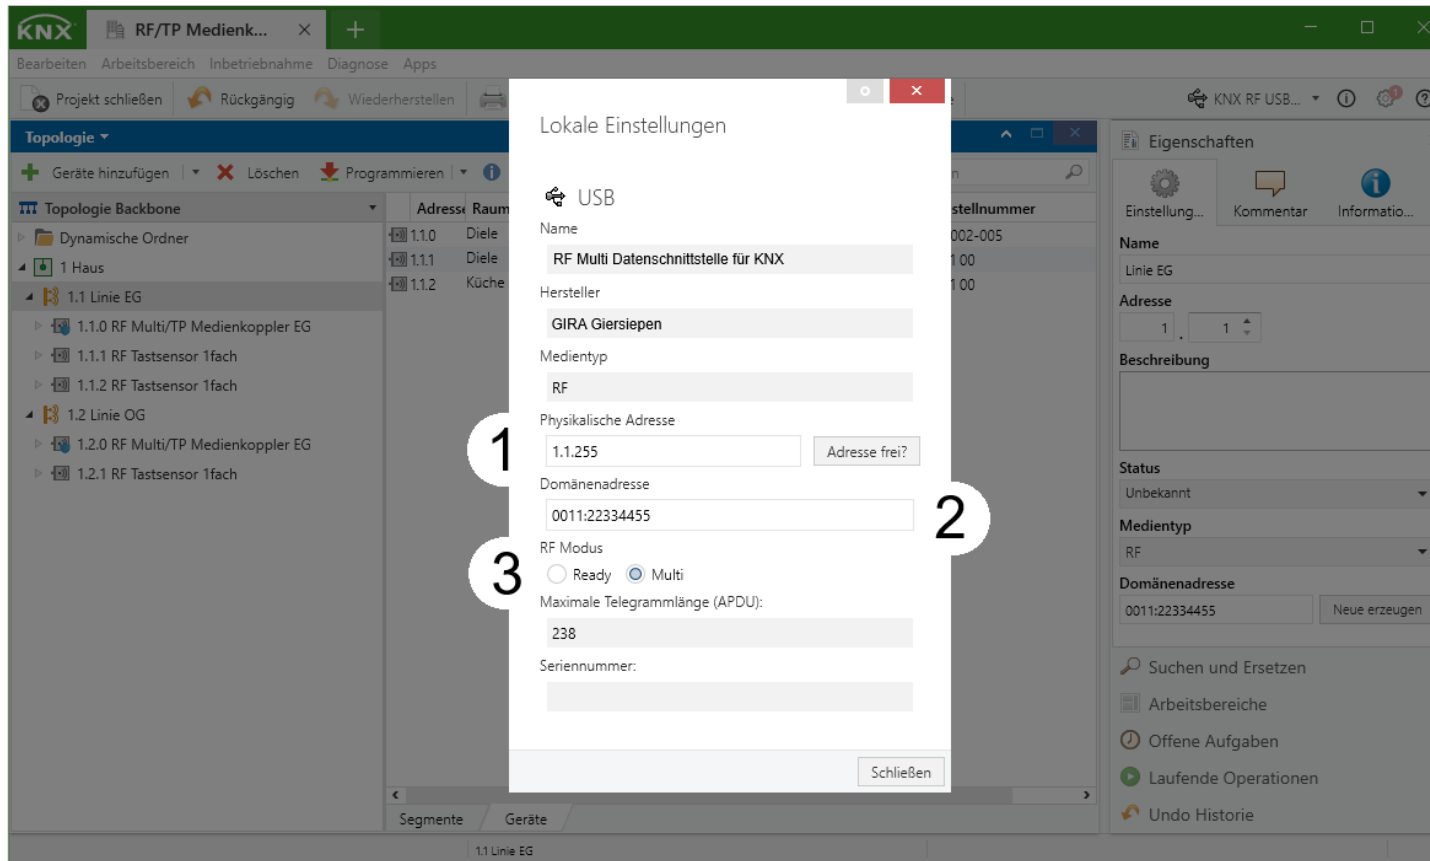 KNX RF/TP Medienk...
Bearbeiten Arbeitsbereich Inbetriebnahme Diagnose Apps
Projekt schließen Rückgängig Wiederherstellen KNX RF USB...
Topologie
Geräte hinzufügen Löschen Programmieren
Topologie Backbone
Dynamische Ordner
1 Haus
1.1 Linie EG
1.1.0 RF Multi/TP Medienkoppler EG
1.1.1 RF Tastsensor 1fach
1.1.2 RF Tastsensor 1fach
1.2 Linie OG
1.2.0 RF Multi/TP Medienkoppler EG
1.2.1 RF Tastsensor 1fach
Adresse Raum stellnummer
1.1.0 Diele 002-005
1.1.1 Diele 1 00
1.1.2 Küche 1 00
Segmente Geräte
Lokale Einstellungen
USB
Name
RF Multi Datenschnittstelle für KNX
Hersteller
GIRA Giersiepen
Medientyp
RF
Physikalische Adresse
1
1.1.255 Adresse frei?
Domänenadresse
0011:22334455
2
RF Modus
3
Ready Multi
Maximale Telegrammlänge (APDU):
238
Seriennummer:
Schließen
Eigenschaften
Einstellung... Kommentar Informatio...
Name
Linie EG
Adresse
1 . 1
Beschreibung
Status
Unbekannt
Medientyp
RF
Domänenadresse
0011:22334455 Neue erzeugen
Suchen und Ersetzen
Arbeitsbereiche
Offene Aufgaben
Laufende Operationen
Undo Historie
1.1 Linie EG